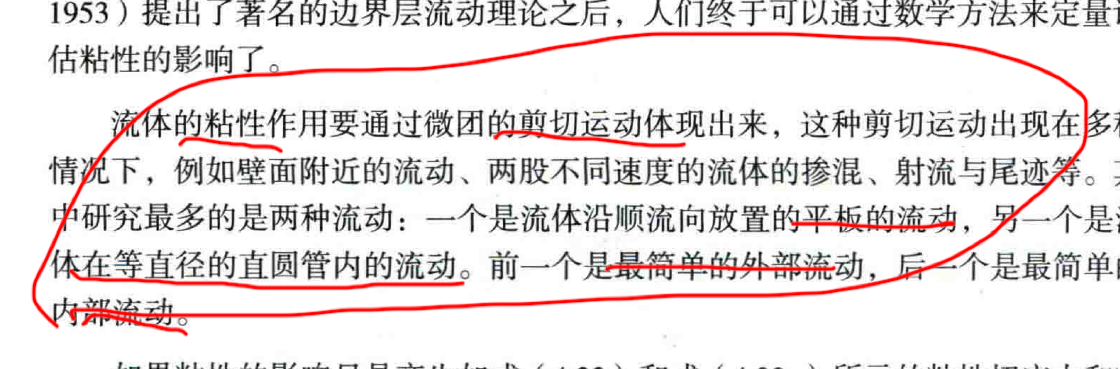 1953）提出了著名的边界层流动理论之后，人们终于可以通过数学方法来定量
估粘性的影响了。
流体的粘性作用要通过微团的剪切运动体现出来，这种剪切运动出现在多
情况下，例如壁面附近的流动、两股不同速度的流体的掺混、射流与尾迹等。
中研究最多的是两种流动：一个是流体沿顺流向放置的平板的流动，另一个是
体在等直径的直圆管内的流动。前一个是最简单的外部流动，后一个是最简单
内部流动。